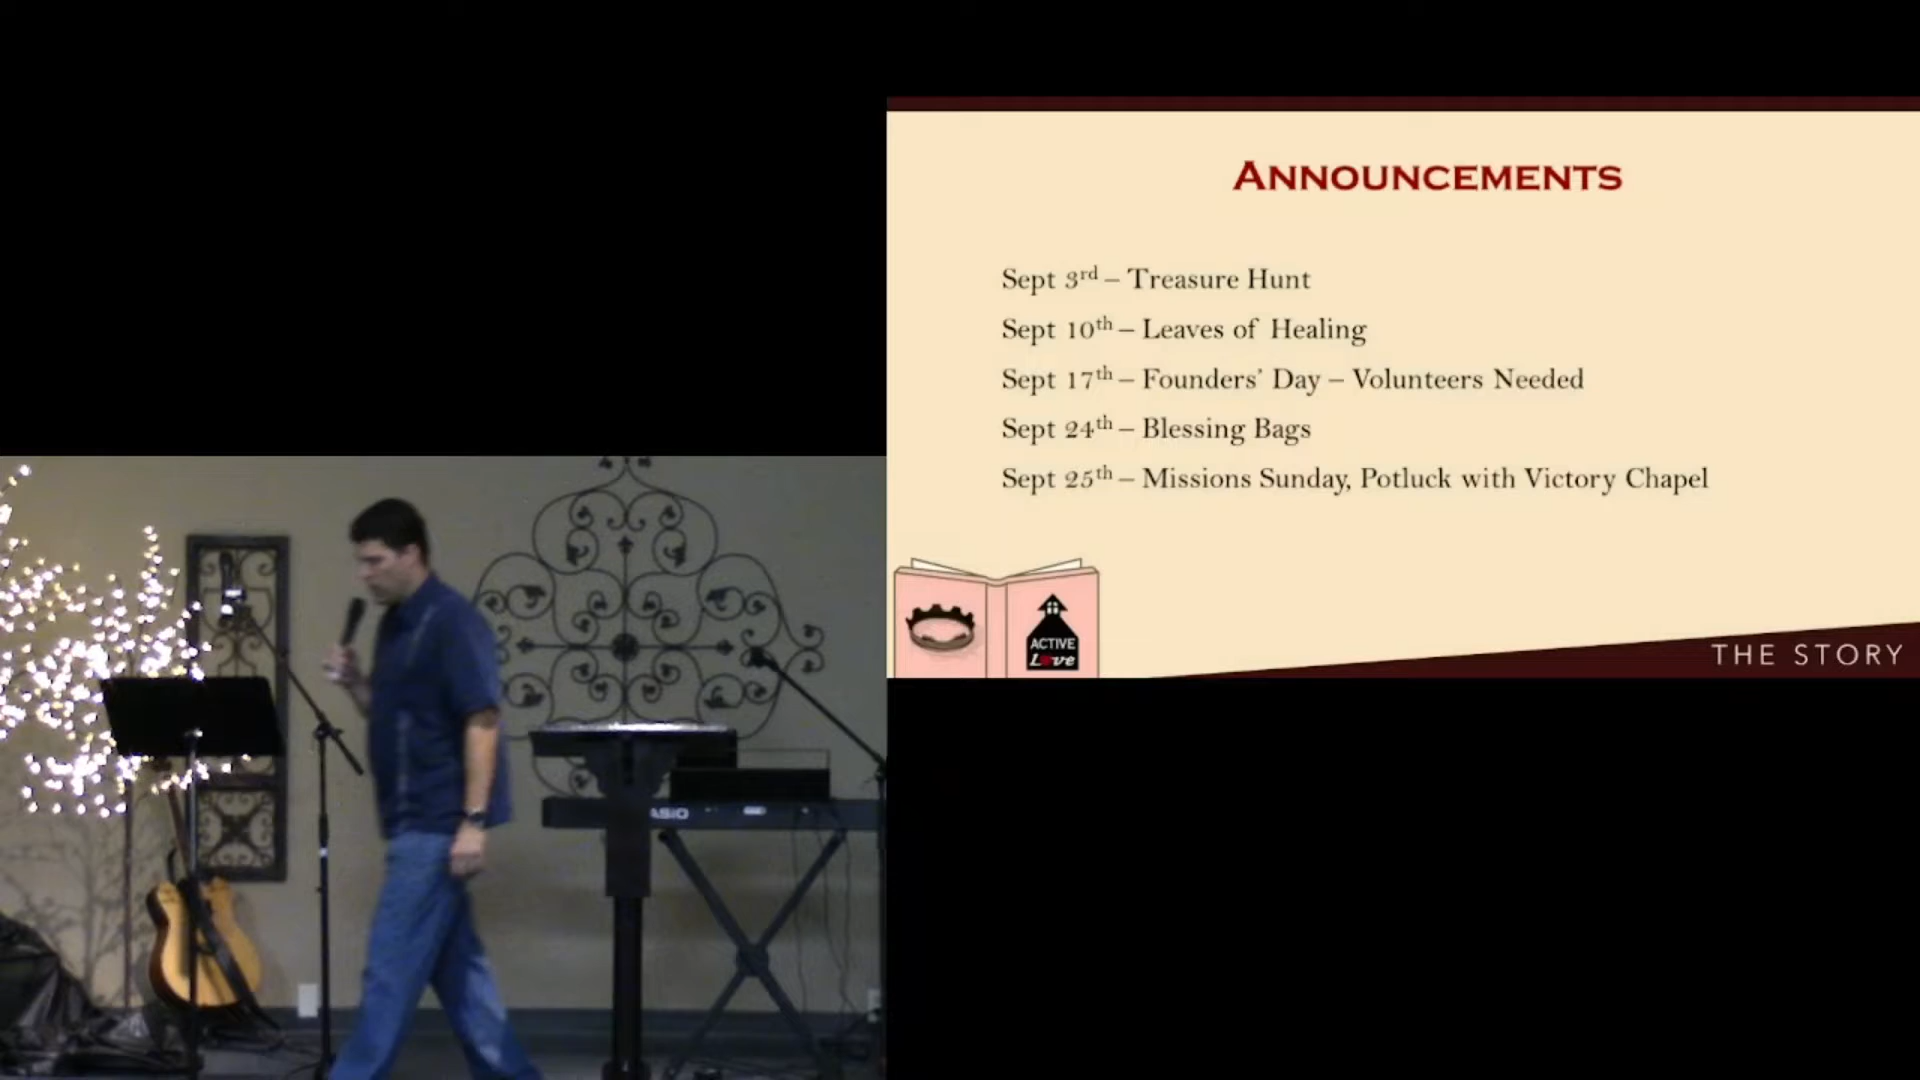 ANNOUNCEMENTS
Sept 3rd – Treasure Hunt
Sept 10th – Leaves of Healing
Sept 17th – Founders' Day – Volunteers Needed
Sept 24th – Blessing Bags
Sept 25th – Missions Sunday, Potluck with Victory Chapel
ACTIVE
Love
THE STORY
ASIO